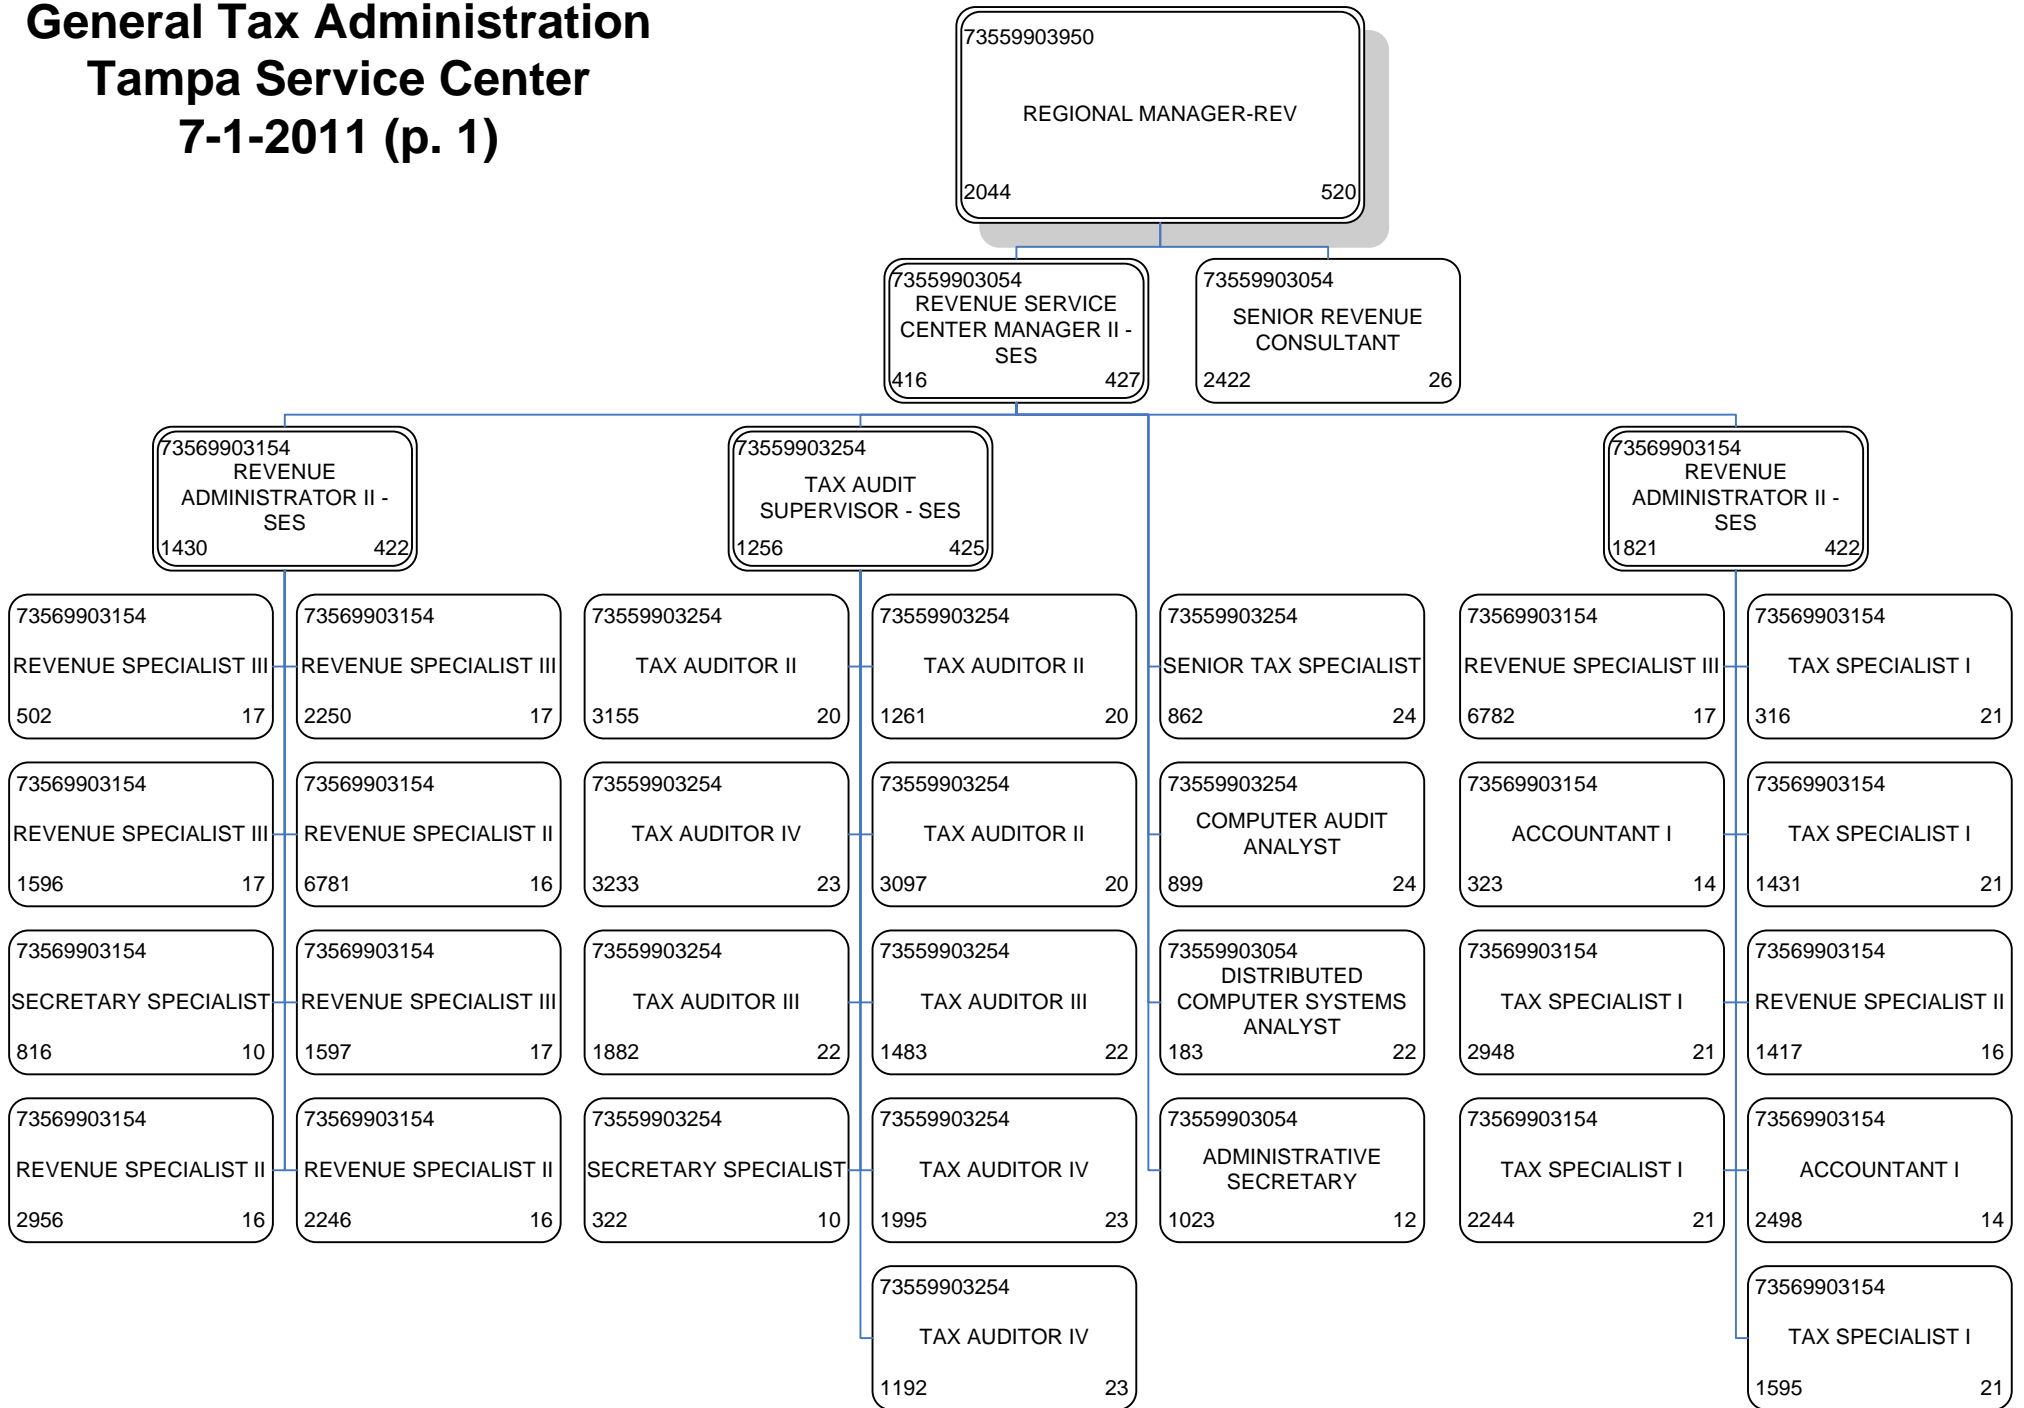 General Tax Administration
Tampa Service Center
7-1-2011 (p. 1)
73559903950
REGIONAL MANAGER-REV
2044 520
73559903054
REVENUE SERVICE
CENTER MANAGER II -
SES
416 427
73559903054
SENIOR REVENUE
CONSULTANT
2422 26
73569903154
REVENUE
ADMINISTRATOR II -
SES
1430 422
73559903254
TAX AUDIT
SUPERVISOR - SES
1256 425
73569903154
REVENUE
ADMINISTRATOR II -
SES
1821 422
73569903154
REVENUE SPECIALIST III
502 17
73569903154
REVENUE SPECIALIST III
2250 17
73559903254
TAX AUDITOR II
3155 20
73559903254
TAX AUDITOR II
1261 20
73559903254
SENIOR TAX SPECIALIST
862 24
73569903154
REVENUE SPECIALIST III
6782 17
73569903154
TAX SPECIALIST I
316 21
73569903154
REVENUE SPECIALIST III
1596 17
73569903154
REVENUE SPECIALIST II
6781 16
73559903254
TAX AUDITOR IV
3233 23
73559903254
TAX AUDITOR II
3097 20
73559903254
COMPUTER AUDIT
ANALYST
899 24
73569903154
ACCOUNTANT I
323 14
73569903154
TAX SPECIALIST I
1431 21
73569903154
SECRETARY SPECIALIST
816 10
73569903154
REVENUE SPECIALIST III
1597 17
73559903254
TAX AUDITOR III
1882 22
73559903254
TAX AUDITOR III
1483 22
73559903054
DISTRIBUTED
COMPUTER SYSTEMS
ANALYST
183 22
73569903154
TAX SPECIALIST I
2948 21
73569903154
REVENUE SPECIALIST II
1417 16
73569903154
REVENUE SPECIALIST II
2956 16
73569903154
REVENUE SPECIALIST II
2246 16
73559903254
SECRETARY SPECIALIST
322 10
73559903254
TAX AUDITOR IV
1995 23
73559903054
ADMINISTRATIVE
SECRETARY
1023 12
73569903154
TAX SPECIALIST I
2244 21
73569903154
ACCOUNTANT I
2498 14
73559903254
TAX AUDITOR IV
1192 23
73569903154
TAX SPECIALIST I
1595 21